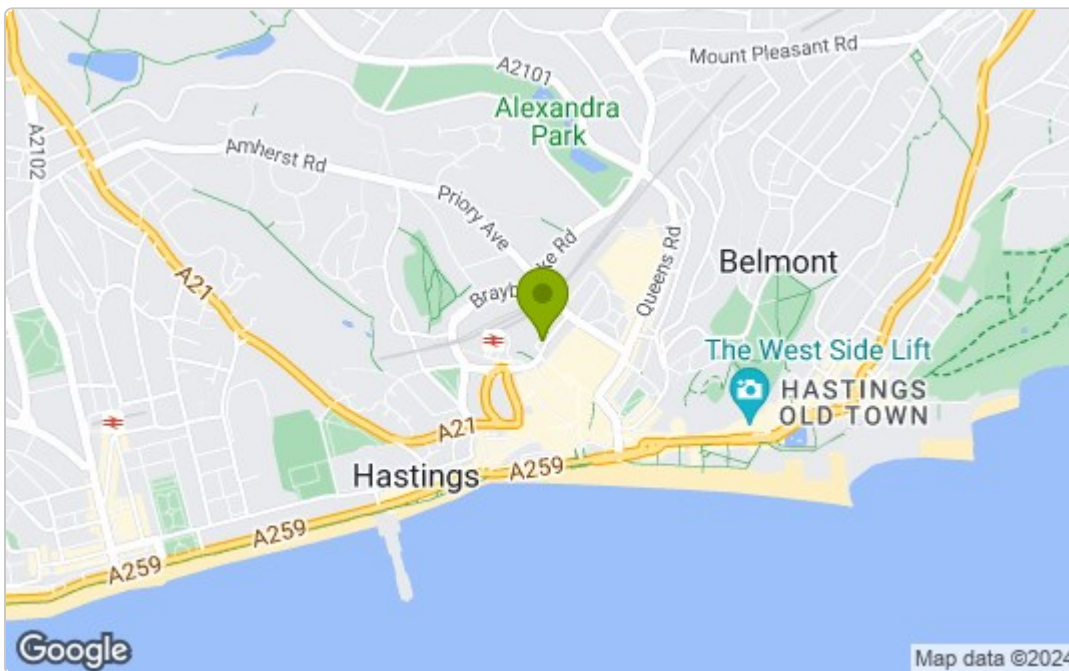 Mount Pleasant Rd
A2101
Alexandra
Park
A2102
Amherst Rd
Priory Ave
Queens Rd
Belmont
A21
The West Side Lift
HASTINGS
OLD TOWN
A21
Hastings
A259
A259
A259
Google
Map data ©2024